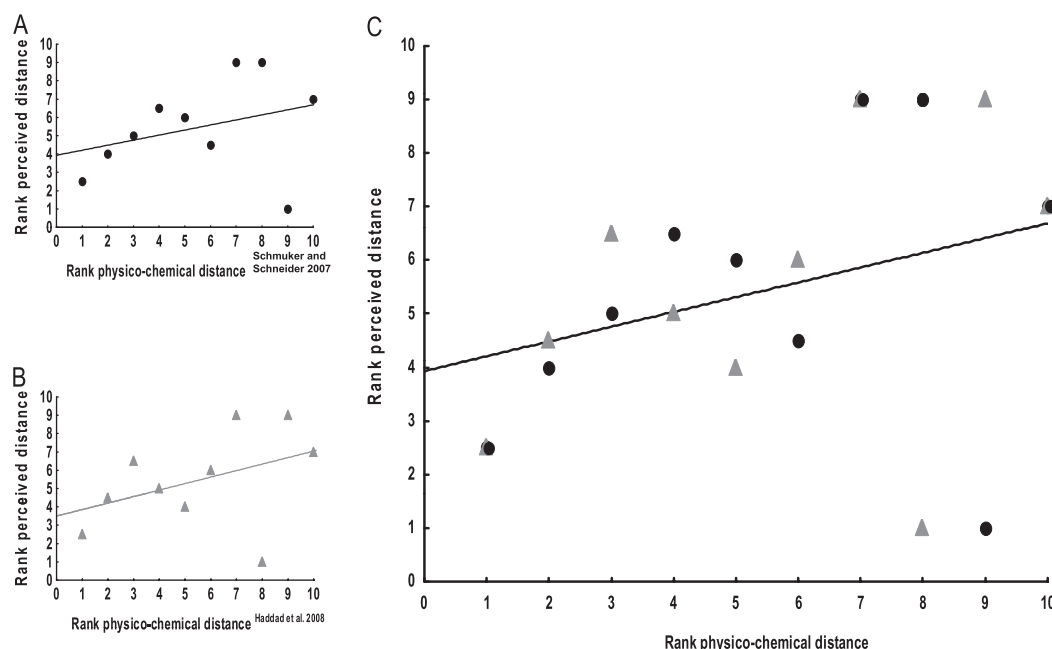 A
Rank perceived distance
10
9
8
7
6
5
4
3
2
1
0
0 1 2 3 4 5 6 7 8 9 10
Rank physico-chemical distance
Schmuker and
Schneider 2007
B
Rank perceived distance
10
9
8
7
6
5
4
3
2
1
0
0 1 2 3 4 5 6 7 8 9 10
Rank physico-chemical distance
Haddad et al. 2008
C
Rank perceived distance
10
9
7
6
5
4
3
2
1
0
0 1 2 3 4 5 6 7 8 9 10
Rank physico-chemical distance